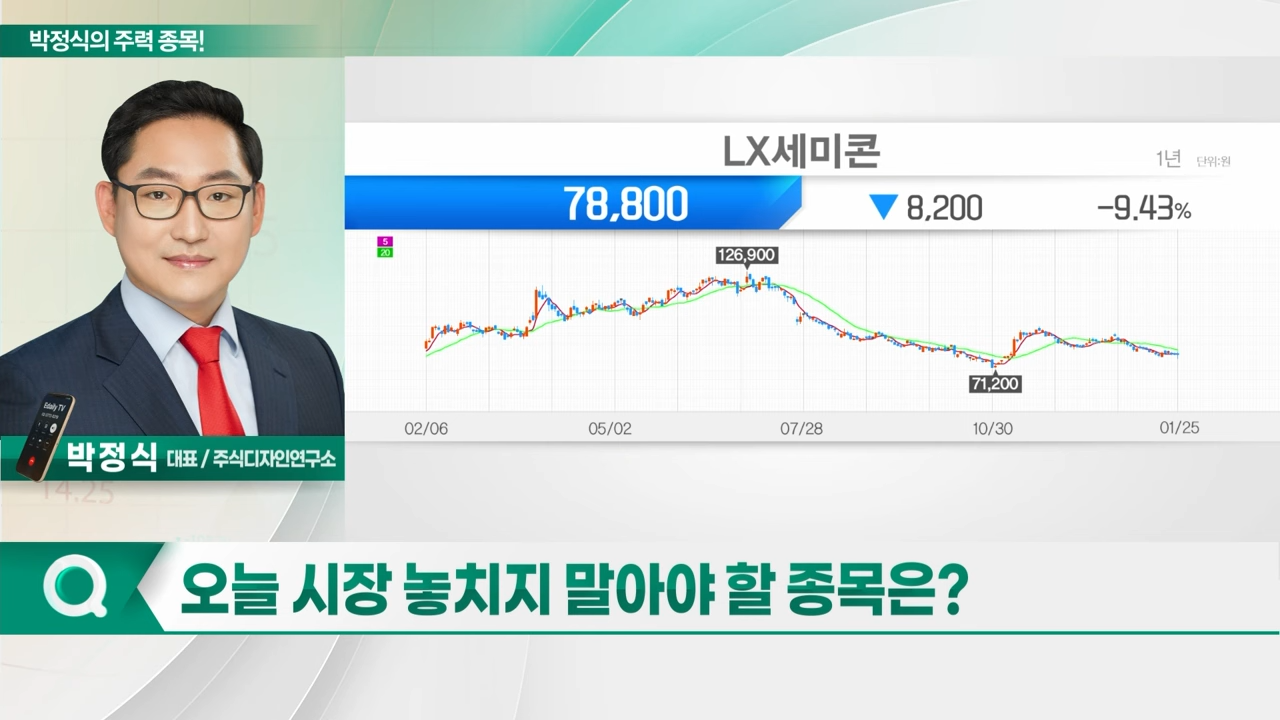 박정식의 주력 종목!
LX세미콘
1년 단위:원
78,800 ▼ 8,200 -9.43%
5
20
126,900
71,200
02/06 05/02 07/28 10/30 01/25
Edaily TV
박정식 대표 / 주식디자인연구소
14.25
오늘 시장 놓치지 말아야 할 종목은?